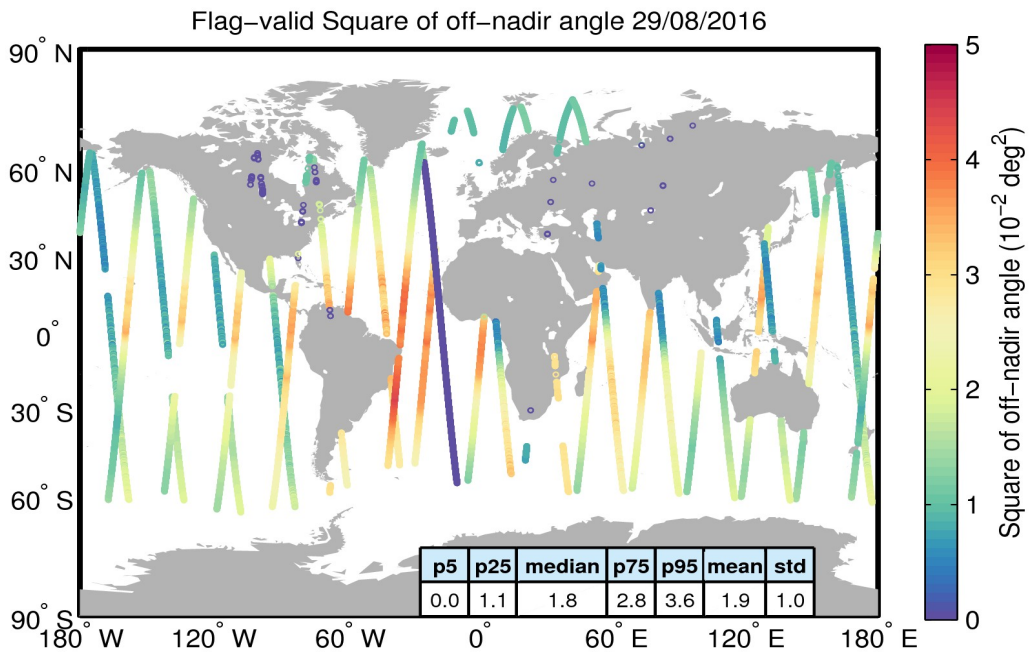 Flag−valid Square of off−nadir angle 29/08/2016
90° N
60° N
30° N
0°
30° S
60° S
90° S
180° W
120° W
60° W
0°
60° E
120° E
180° E
p5 p25 median p75 p95 mean std
0.0 1.1 1.8 2.8 3.6 1.9 1.0
5
4
3
2
1
0
Square of off−nadir angle (10⁻² deg²)